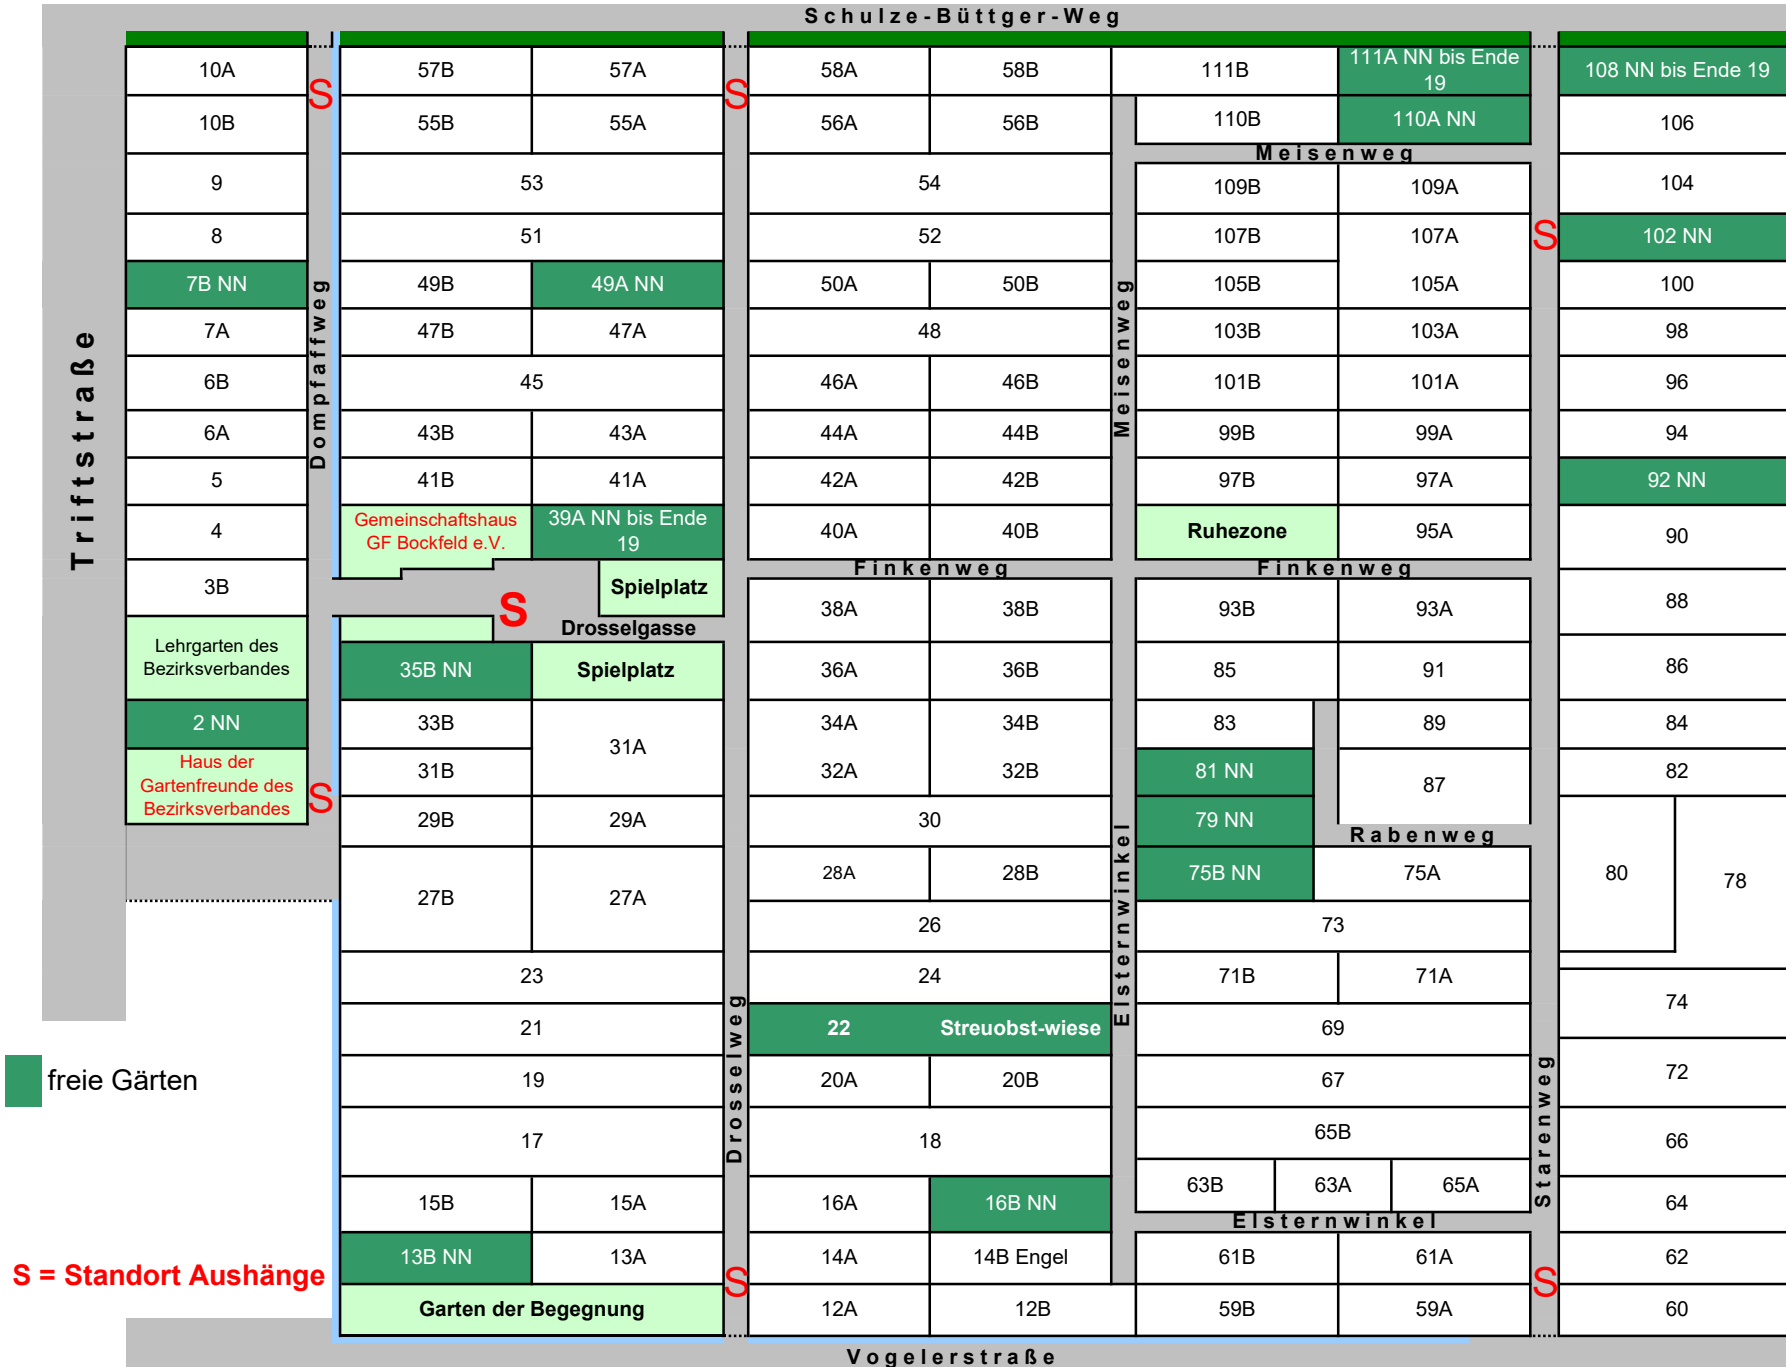 Schulze-Büttger-Weg
10A 57B 57A 58A 58B 111B 111A NN bis Ende 19 108 NN bis Ende 19
S S
10B 55B 55A 56A 56B 110B 110A NN 106
Meisenweg
9 53 54 109B 109A 104
8 51 52 107B 107A S 102 NN
7B NN 49B 49A NN 50A 50B 105B 105A 100
7A 47B 47A 48 103B 103A 98
6B 45 46A 46B 101B 101A 96
6A 43B 43A 44A 44B 99B 99A 94
5 41B 41A 42A 42B 97B 97A 92 NN
Triftstraße
Dompfaffweg
Meisenweg
4 Gemeinschaftshaus GF Bockfeld e.V. 39A NN bis Ende 19 40A 40B Ruhezone 95A 90
Finkenweg Finkenweg
3B Spielplatz 38A 38B 93B 93A 88
S
Drosselgasse
Lehrgarten des
Bezirksverbandes
35B NN Spielplatz 36A 36B 85 91 86
2 NN 33B 31A 34A 34B 83 89 84
Haus der
Gartenfreunde des
Bezirksverbandes
S
31B 32A 32B 81 NN 87 82
29B 29A 30 79 NN
Rabenweg
27B 27A 28A 28B 75B NN 75A 80 78
26 73
Elsternwinkel
23 24 71B 71A
21 22 Streuobst-wiese 69 74
freie Gärten
19 20A 20B 67 72
Drosselweg
Starenweg
17 18 65B 66
63B 63A 65A
15B 15A 16A 16B NN 64
Elsternwinkel
13B NN 13A 14A 14B Engel 61B 61A 62
S = Standort Aushänge
S S
Garten der Begegnung 12A 12B 59B 59A 60
Vogelerstraße